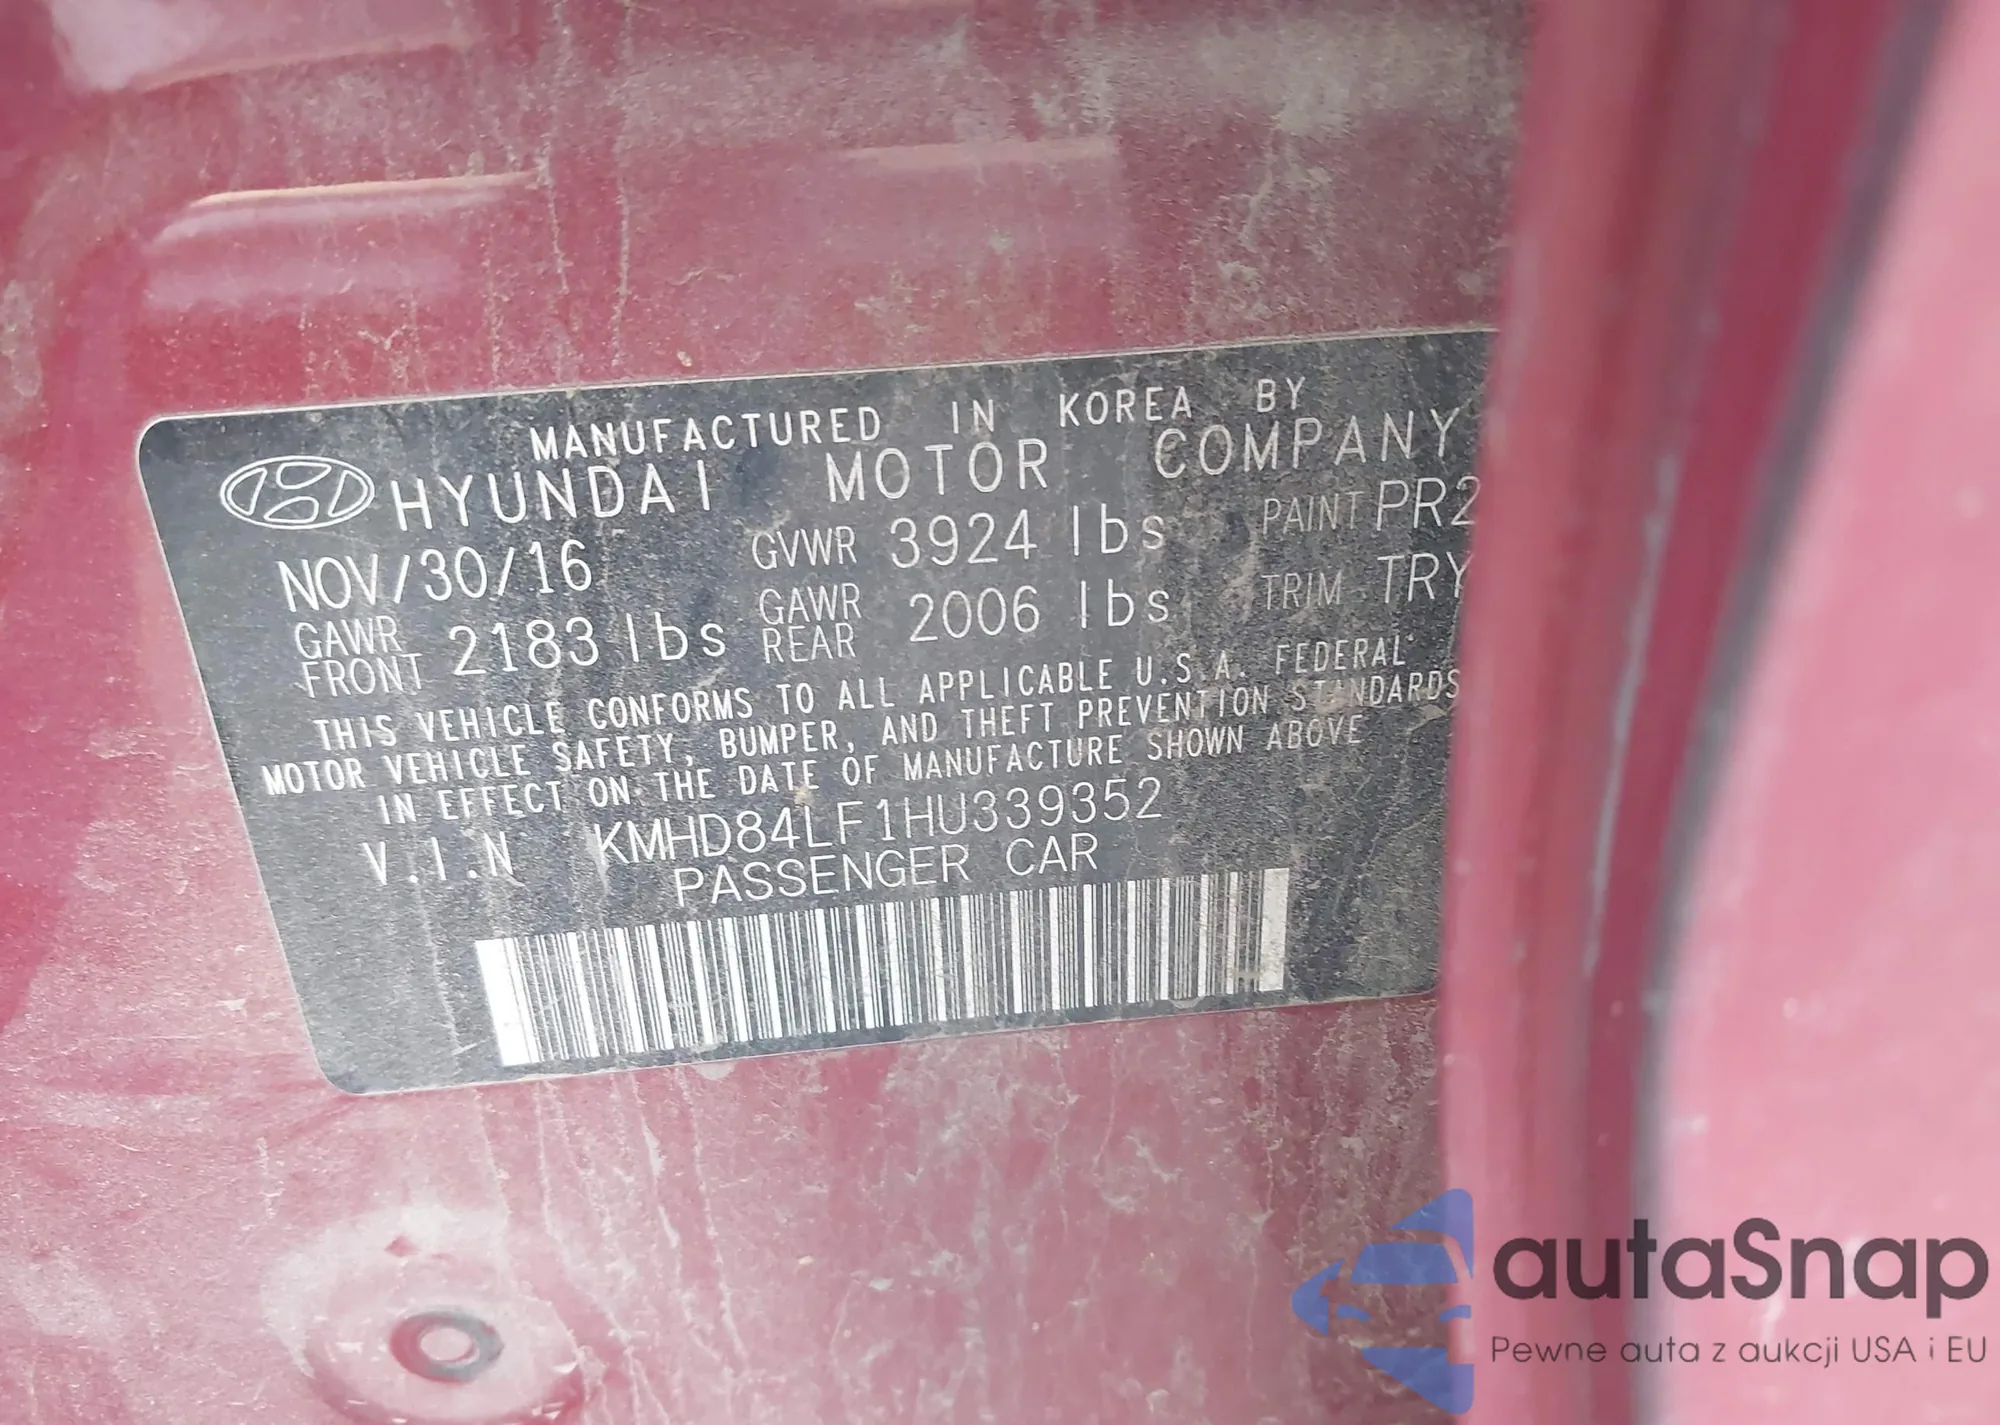 MANUFACTURED IN KOREA BY
HYUNDAI MOTOR COMPANY
NOV/30/16 GVWR 3924 lbs PAINT PR2
GAWR FRONT 2183 lbs GAWR REAR 2006 lbs TRIM TRY
THIS VEHICLE CONFORMS TO ALL APPLICABLE U.S.A. FEDERAL
MOTOR VEHICLE SAFETY, BUMPER, AND THEFT PREVENTION STANDARDS
IN EFFECT ON THE DATE OF MANUFACTURE SHOWN ABOVE
V.I.N KMHD84LF1HU339352
PASSENGER CAR
autaSnap
Pewne auta z aukcji USA i EU